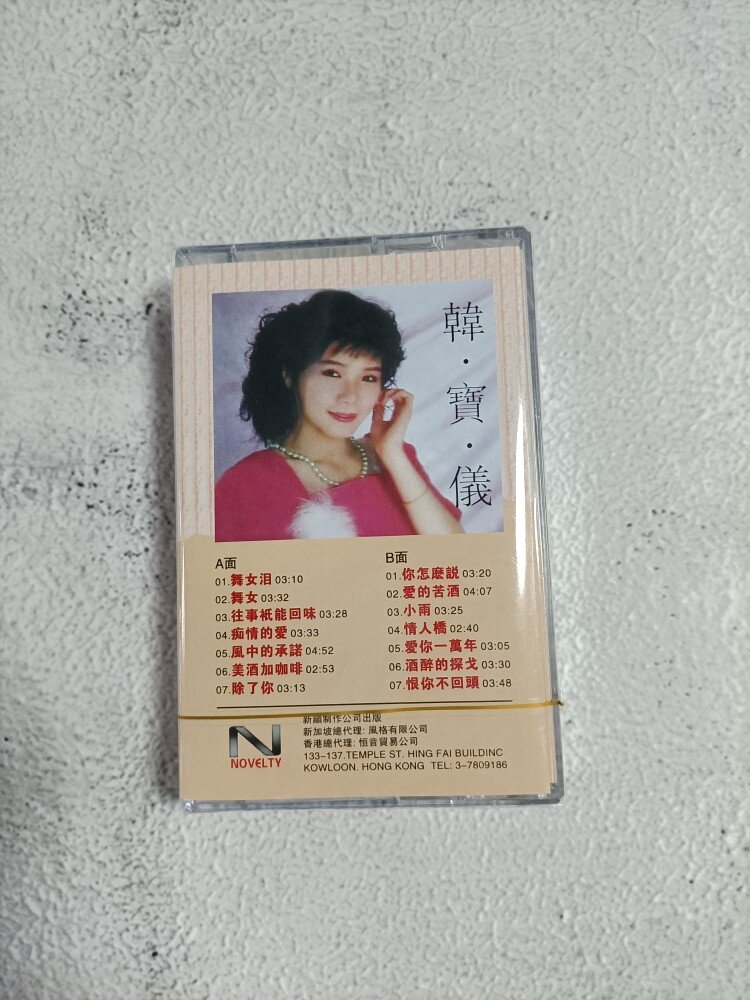 韓·寶·儀
A面
01.舞女泪 03:10
02.舞女 03:32
03.往事衹能回味 03:28
04.痴情的愛 03:33
05.風中的承諾 04:52
06.美酒加咖啡 02:53
07.除了你 03:13
B面
01.你怎麽説 03:20
02.愛的苦酒 04:07
03.小雨 03:25
04.情人橋 02:40
05.愛你一萬年 03:05
06.酒醉的探戈 03:30
07.恨你不回頭 03:48
N
NOVELTY
新顧制作公司出版
新加坡總代理: 風格有限公司
香港總代理: 恒音貿易公司
133-137.TEMPLE ST. HING FAI BUILDINC
KOWLOON. HONG KONG TEL: 3-7809186